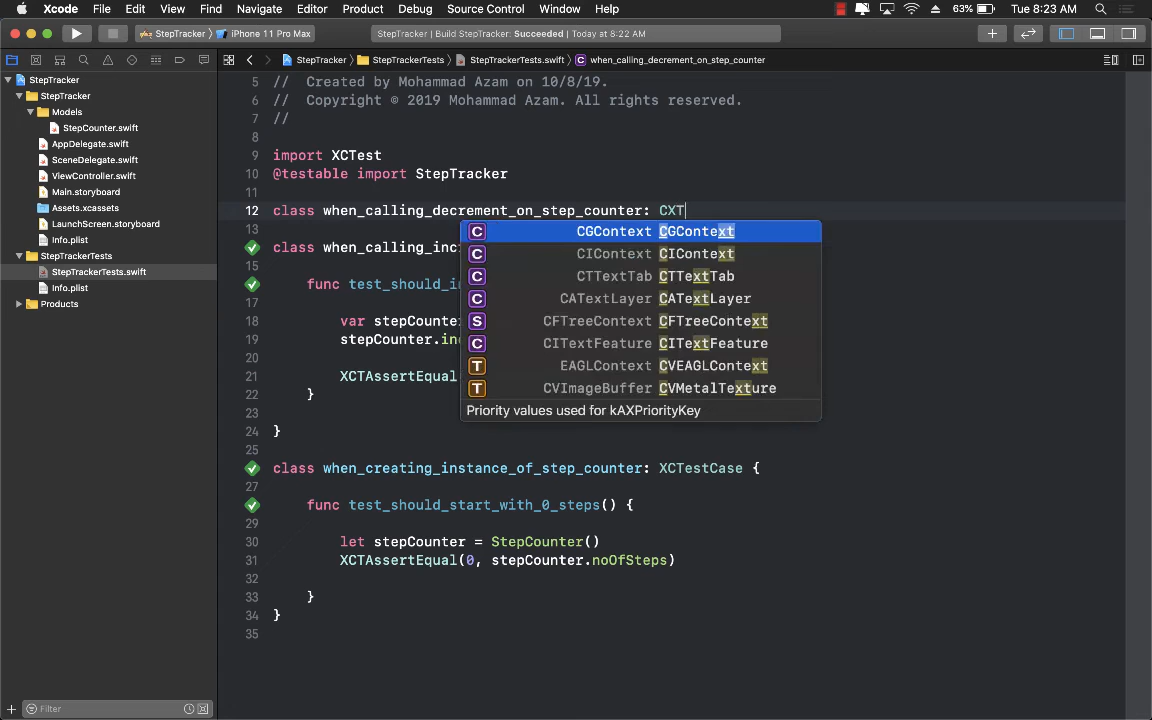 Xcode File Edit View Find Navigate Editor Product Debug Source Control Window Help 63% Tue 8:23 AM
StepTracker iPhone 11 Pro Max StepTracker | Build StepTracker: Succeeded | Today at 8:22 AM
StepTracker StepTrackerTests StepTrackerTests.swift C when_calling_decrement_on_step_counter
StepTracker
StepTracker
Models
StepCounter.swift
AppDelegate.swift
SceneDelegate.swift
ViewController.swift
Main.storyboard
Assets.xcassets
LaunchScreen.storyboard
Info.plist
StepTrackerTests
StepTrackerTests.swift
Info.plist
Products
Filter
5 // Created by Mohammad Azam on 10/8/19.
6 // Copyright © 2019 Mohammad Azam. All rights reserved.
7 //
8
9 import XCTest
10 @testable import StepTracker
11
12 class when_calling_decrement_on_step_counter: CXT
13
class when_calling_inc
15
func test_should_i
17
18 var stepCounte
19 stepCounter.in
20
21 XCTAssertEqual
22 }
23
24 }
25
class when_creating_instance_of_step_counter: XCTestCase {
27
func test_should_start_with_0_steps() {
29
30 let stepCounter = StepCounter()
31 XCTAssertEqual(0, stepCounter.noOfSteps)
32
33 }
34 }
35
C CGContext CGContext
C CIContext CIContext
C CTTextTab CTTextTab
C CATextLayer CATextLayer
S CFTreeContext CFTreeContext
C CITextFeature CITextFeature
T EAGLContext CVEAGLContext
T CVImageBuffer CVMetalTexture
Priority values used for kAXPriorityKey